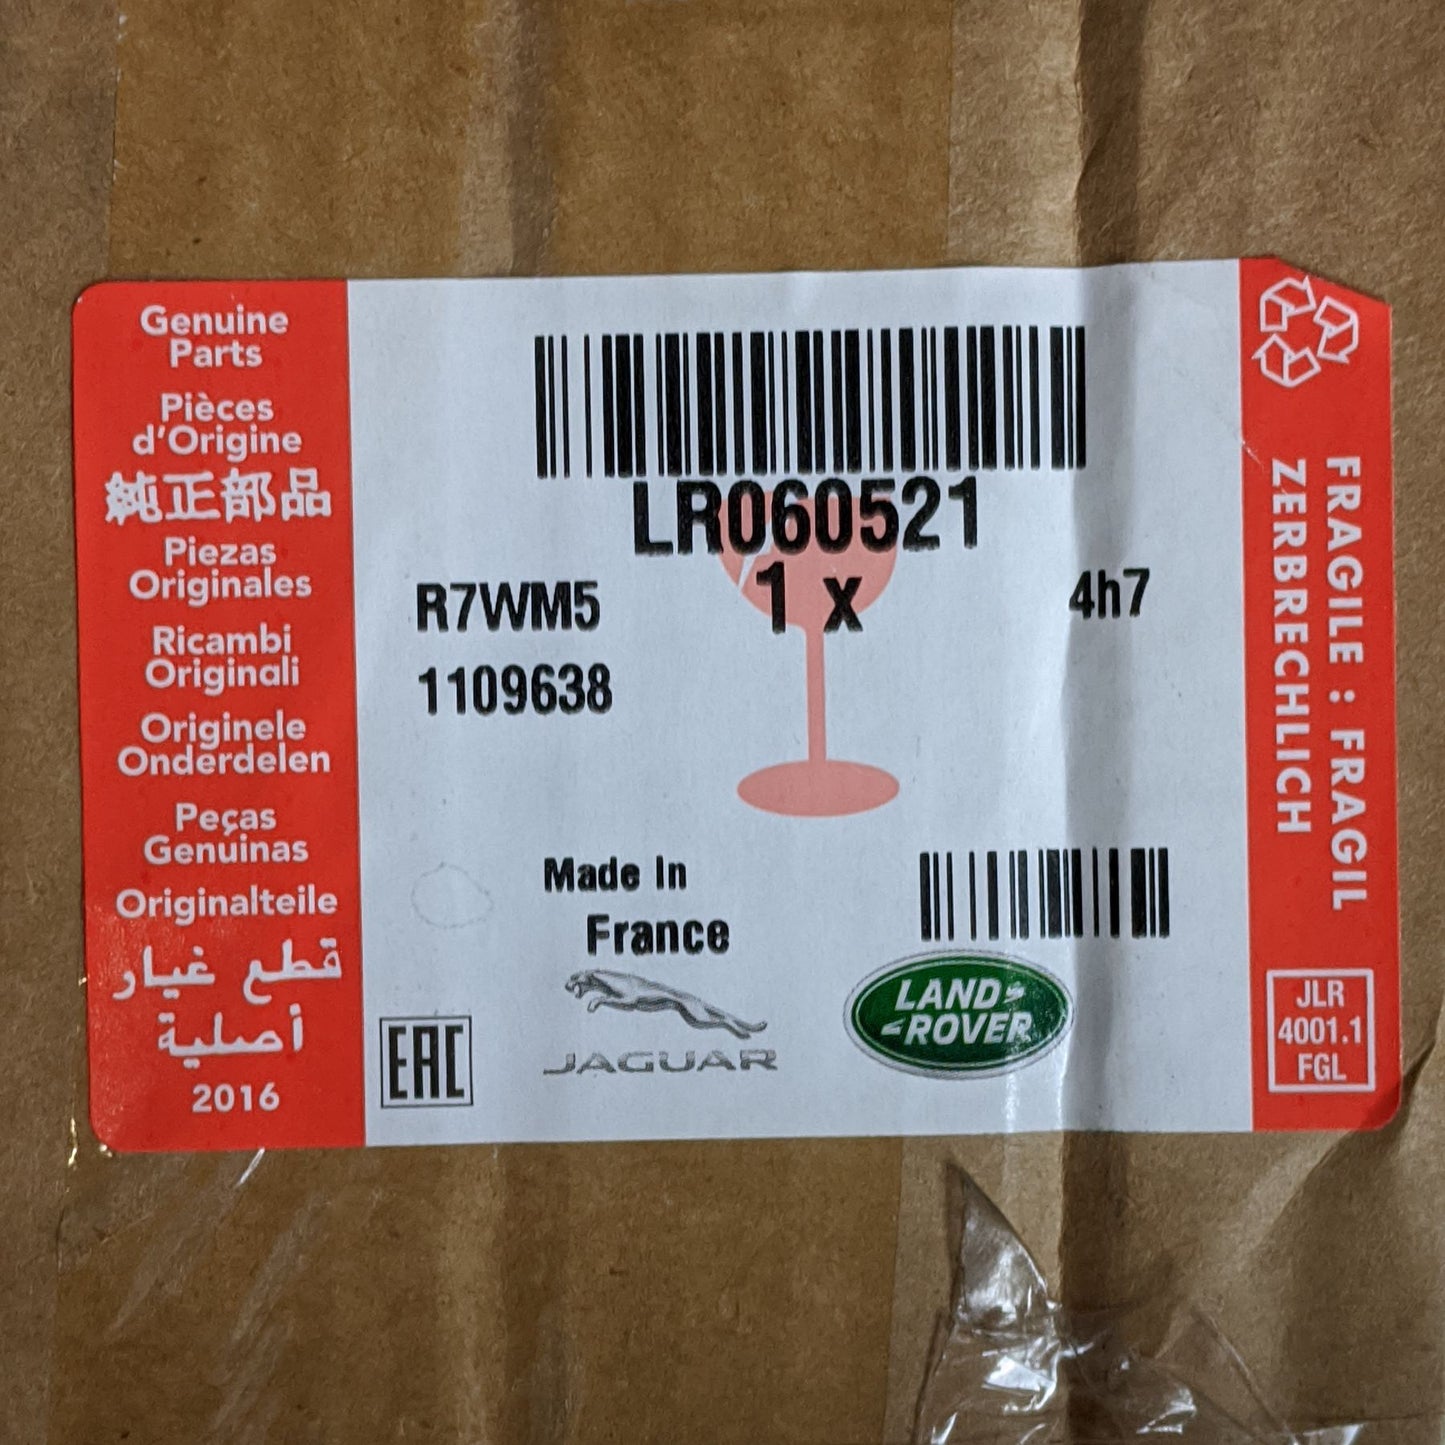 Genuine
Parts
Pièces
d'Origine
純正部品
Piezas
Originales
Ricambi
Originali
Originele
Onderdelen
Peças
Genuinas
Originalteile
قطع غيار
أصلية
2016
LR060521
R7WM5 1 x 4h7
1109638
Made In
France
EAC
JAGUAR
LAND
ROVER
FRAGILE : FRAGIL
ZERBRECHLICH
JLR
4001.1
FGL